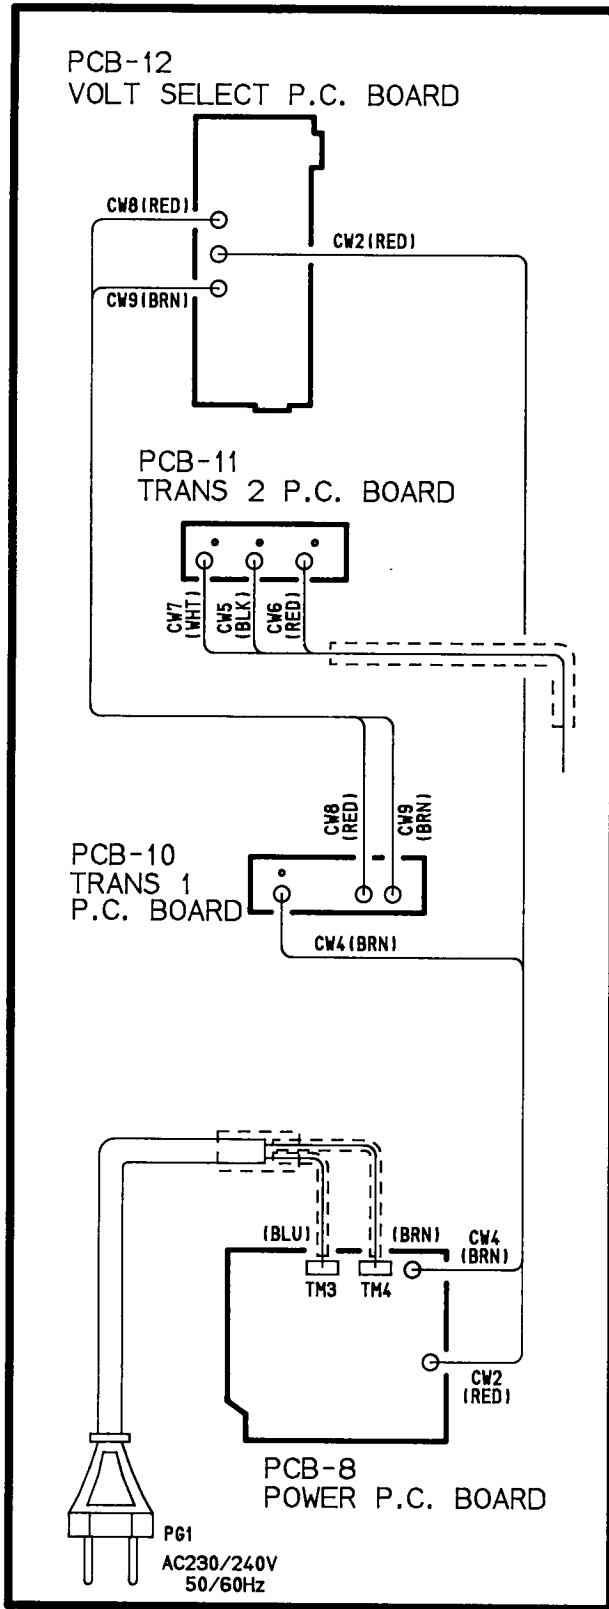 PCB-12
VOLT SELECT P.C. BOARD
CW8(RED)
CW2(RED)
CW9(BRN)
PCB-11
TRANS 2 P.C. BOARD
CW7
(WHT)
CW5
(BLK)
CW6
(RED)
CW8
(RED)
CW9
(BRN)
PCB-10
TRANS 1
P.C. BOARD
CW4(BRN)
(BLU)
(BRN)
CW4
(BRN)
TM3
TM4
CW2
(RED)
PCB-8
POWER P.C. BOARD
PG1
AC230/240V
50/60Hz